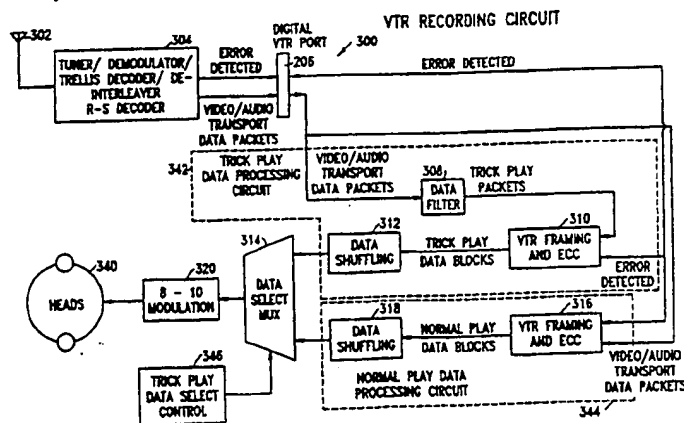 VTR RECORDING CIRCUIT
300
302
304
TUNER/ DEMODULATOR/
TRELLIS DECODER/ DE-
INTERLEAVER
R-S DECODER
ERROR
DETECTED
VIDEO/AUDIO
TRANSPORT
DATA PACKETS
DIGITAL
VTR PORT
206
ERROR DETECTED
342
TRICK PLAY
DATA PROCESSING
CIRCUIT
VIDEO/AUDIO
TRANSPORT
DATA PACKETS
308
DATA
FILTER
TRICK PLAY
PACKETS
310
VTR FRAMING
AND ECC
ERROR
DETECTED
TRICK PLAY
DATA BLOCKS
312
DATA
SHUFFLING
314
DATA
SELECT
MUX
320
8 - 10
MODULATION
340
HEADS
316
VTR FRAMING
AND ECC
NORMAL PLAY
DATA BLOCKS
318
DATA
SHUFFLING
346
TRICK PLAY
DATA SELECT
CONTROL
NORMAL PLAY DATA
PROCESSING
CIRCUIT
VIDEO/AUDIO
TRANSPORT
DATA PACKETS
344